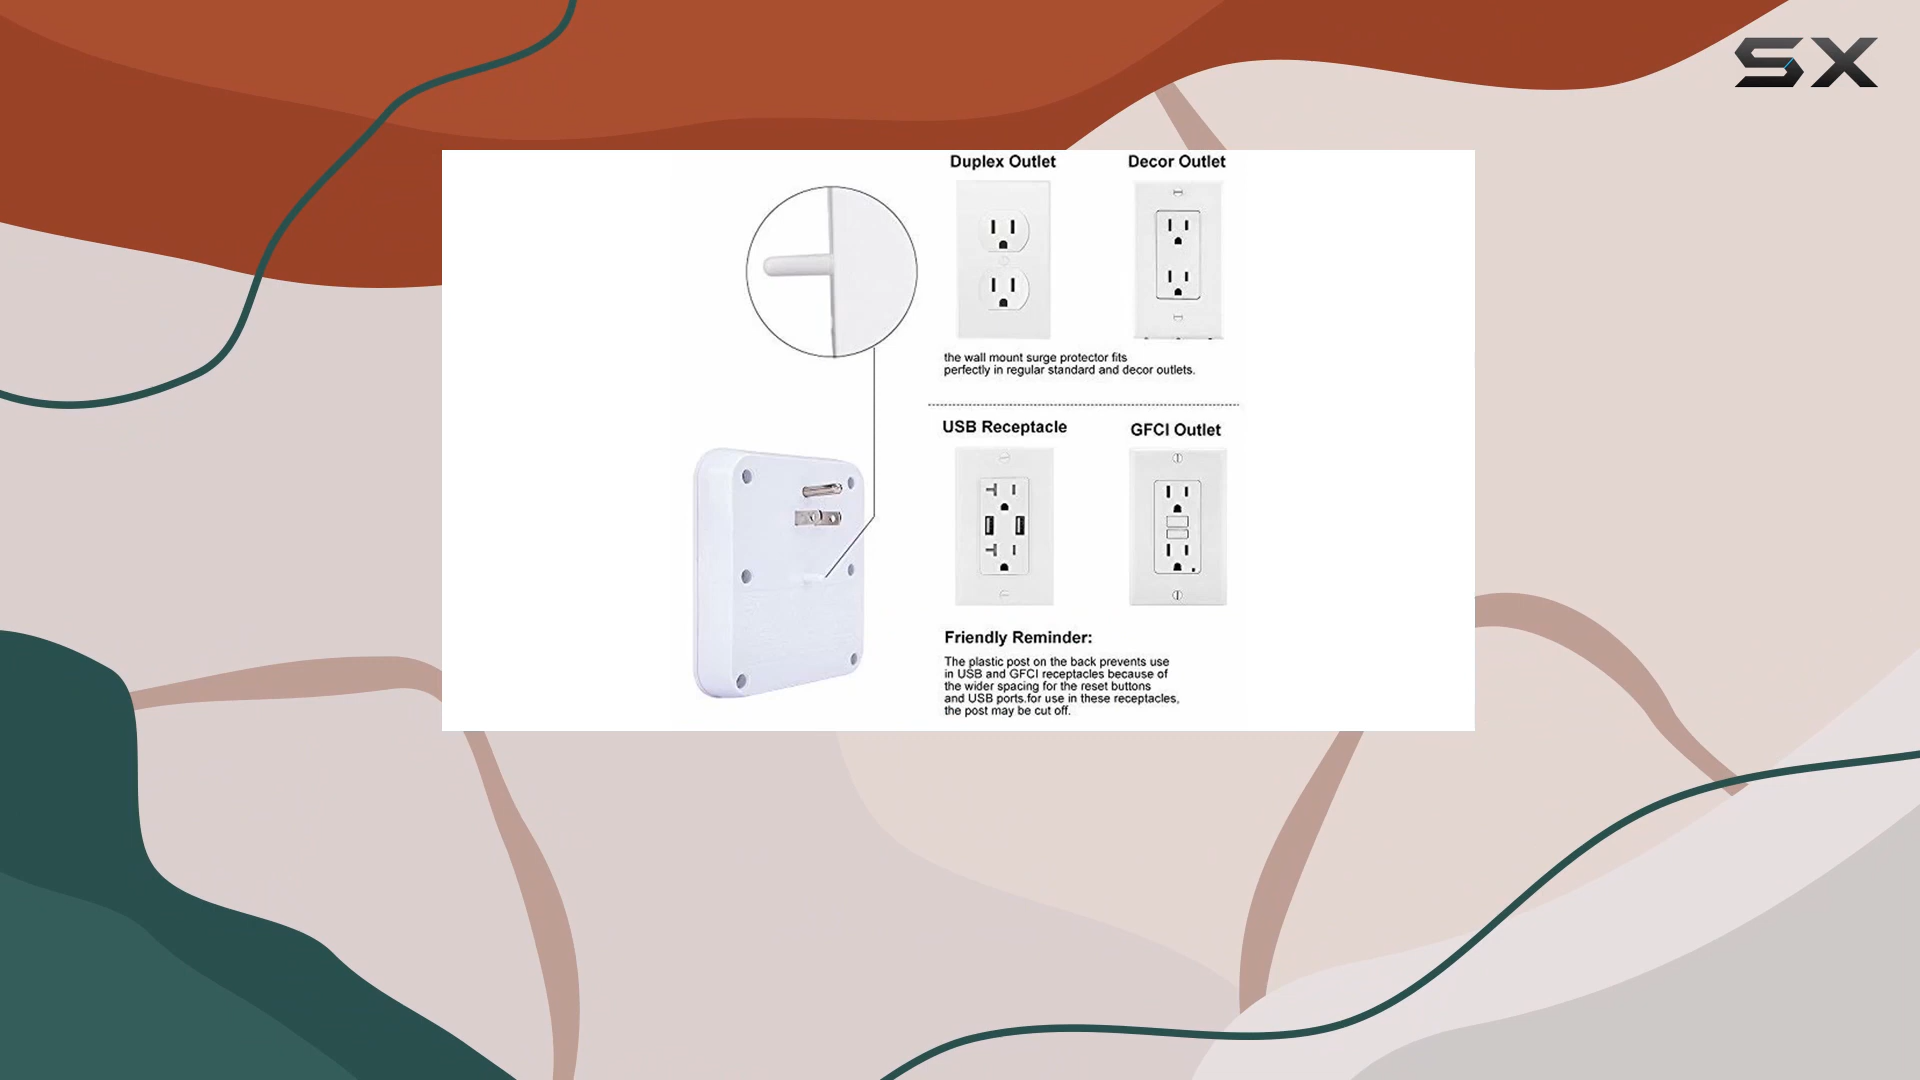 SX
Duplex Outlet
Decor Outlet
the wall mount surge protector fits
perfectly in regular standard and decor outlets.
USB Receptacle
GFCI Outlet
Friendly Reminder:
The plastic post on the back prevents use
in USB and GFCI receptacles because of
the wider spacing for the reset buttons
and USB ports.for use in these receptacles,
the post may be cut off.